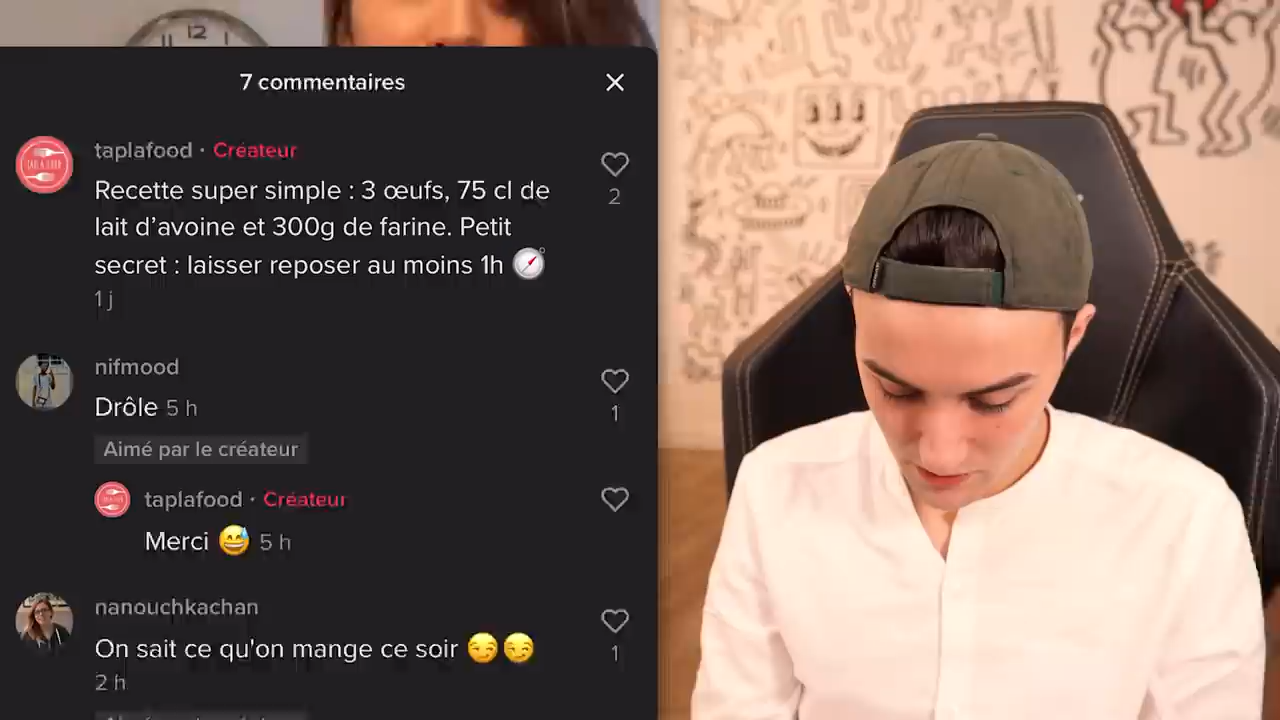 12
7 commentaires
taplafood · Créateur
Recette super simple : 3 œufs, 75 cl de
lait d’avoine et 300g de farine. Petit
secret : laisser reposer au moins 1h
1 j
2
nifmood
Drôle 5 h
1
Aimé par le créateur
taplafood · Créateur
Merci 😅 5 h
nanouchkachan
On sait ce qu'on mange ce soir 😏😏
2 h
1